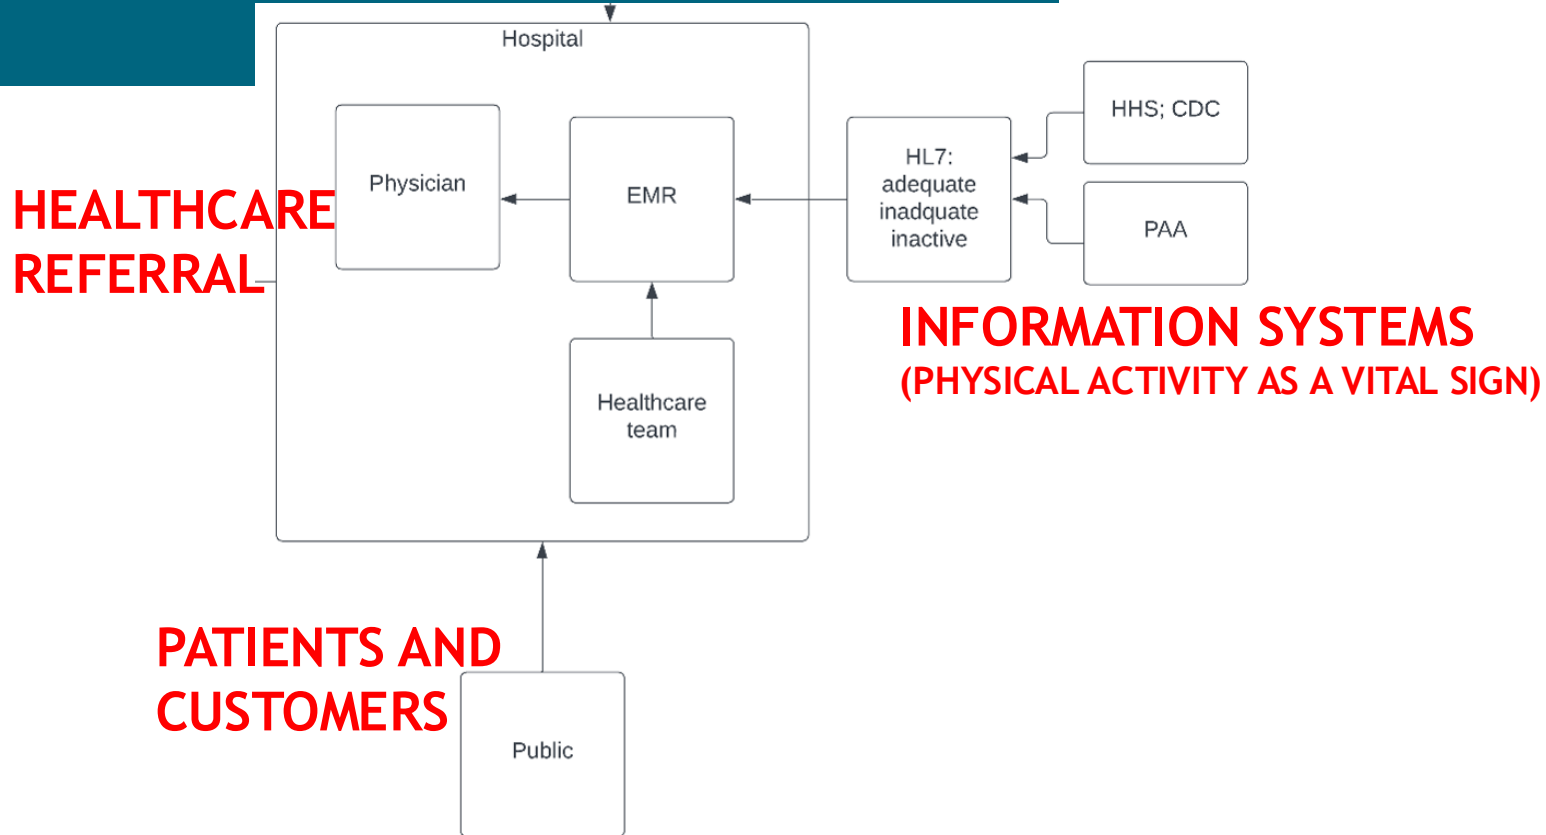 Hospital
HHS; CDC
Physician
EMR
HL7:
adequate
inadquate
inactive
PAA
HEALTHCARE
REFERRAL
INFORMATION SYSTEMS
(PHYSICAL ACTIVITY AS A VITAL SIGN)
Healthcare
team
PATIENTS AND
CUSTOMERS
Public